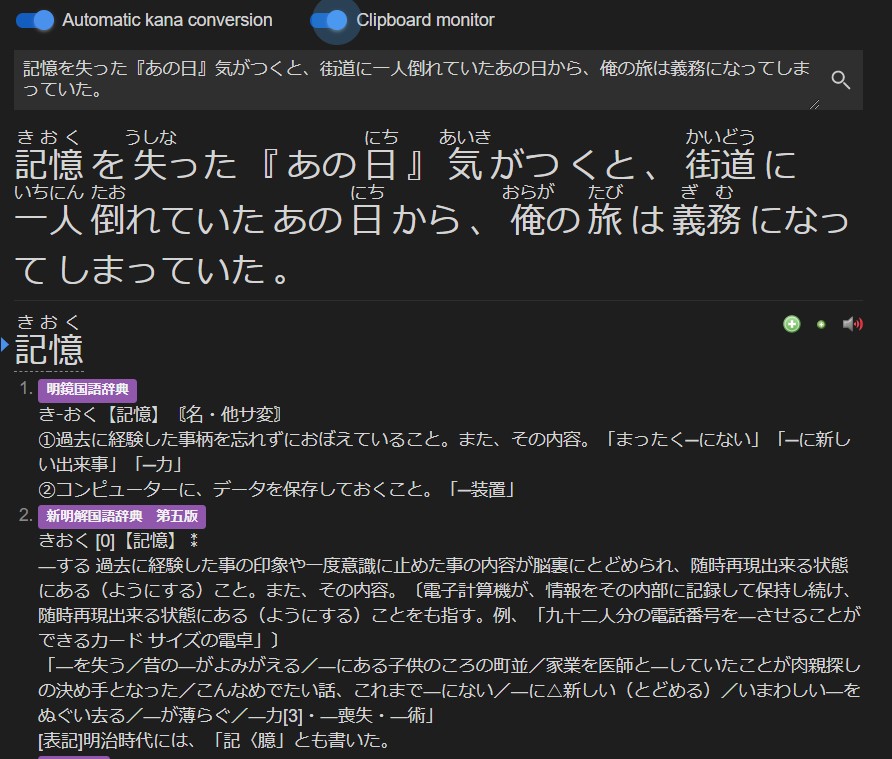 Automatic kana conversion Clipboard monitor
記憶を失った『あの日』気がつくと、街道に一人倒れていたあの日から、俺の旅は義務になってしま
っていた。
きおく うしな にち あいき かいどう
記憶を失った『あの日』気がつくと、街道に
いちにん たお にち おらが たび ぎむ
一人倒れていたあの日から、俺の旅は義務になっ
てしまっていた。
きおく
記憶
1. 明鏡国語辞典
き‐おく【記憶】〘名・他サ変〙
①過去に経験した事柄を忘れずにおぼえていること。また、その内容。「まったく━にない」「━に新し
い出来事」「━力」
②コンピューターに、データを保存しておくこと。「━装置」
2. 新明解国語辞典 第五版
きおく [0]【記憶】⁑
―する 過去に経験した事の印象や一度意識に止めた事の内容が脳裏にとどめられ、随時再現出来る状態
にある（ようにする）こと。また、その内容。〔電子計算機が、情報をその内部に記録して保持し続け、
随時再現出来る状態にある（ようにする）ことをも指す。例、「九十二人分の電話番号を―させることが
できるカード サイズの電卓」〕
「―を失う／昔の―がよみがえる／―にある子供のころの町並／家業を医師と―していたことが肉親探し
の決め手となった／こんなめでたい話、これまで―にない／―に△新しい（とどめる）／いまわしい―を
ぬぐい去る／―が薄らぐ／―力[3]・―喪失・―術」
[表記]明治時代には、「記〈臆」とも書いた。